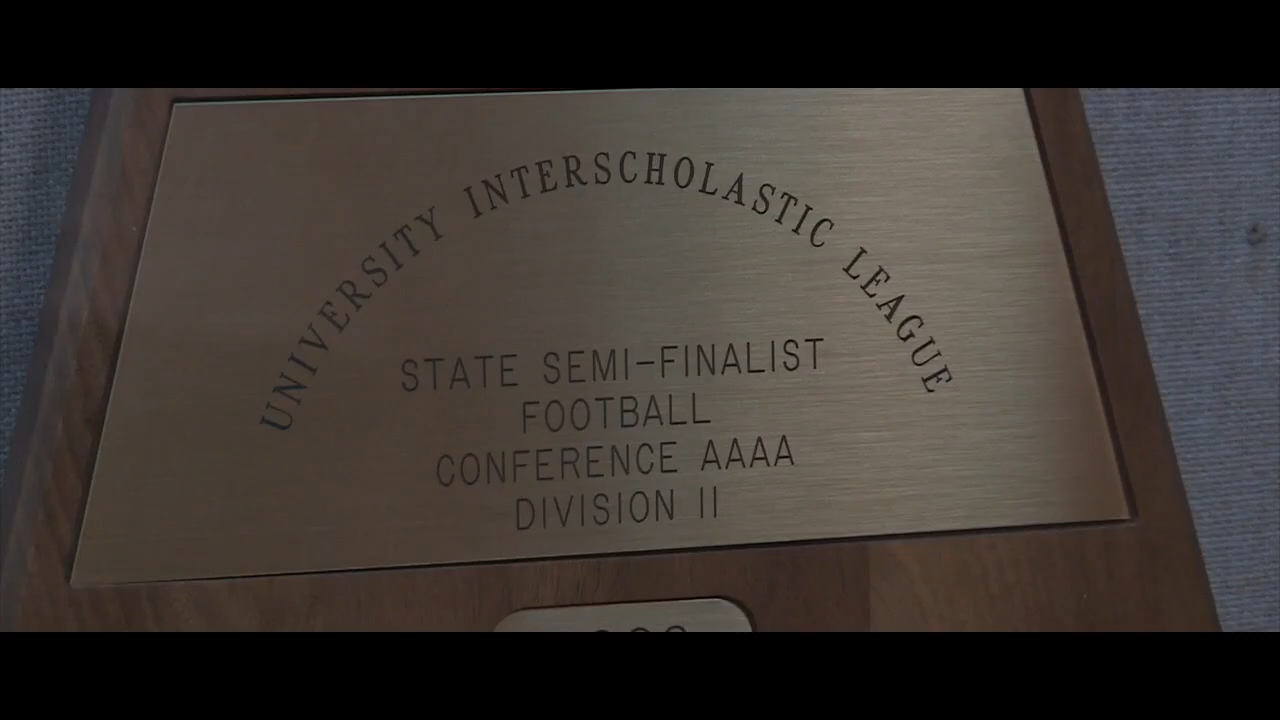 UNIVERSITY INTERSCHOLASTIC LEAGUE
STATE SEMI-FINALIST
FOOTBALL
CONFERENCE AAAA
DIVISION II